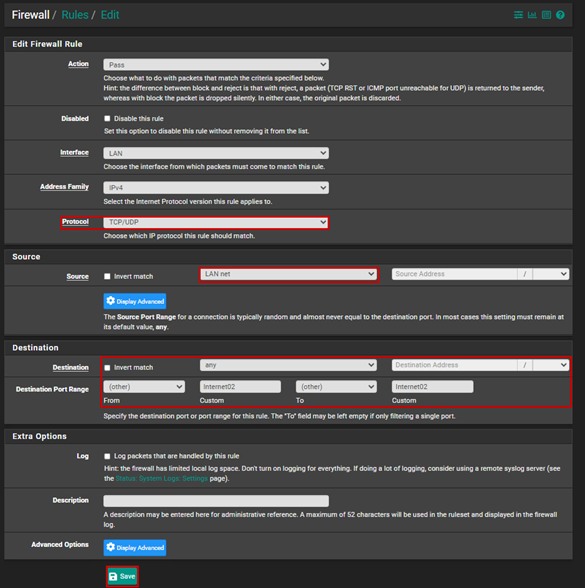 Firewall / Rules / Edit
Edit Firewall Rule
Action
Pass
Choose what to do with packets that match the criteria specified below.
Hint: the difference between block and reject is that with reject, a packet (TCP RST or ICMP port unreachable for UDP) is returned to the sender,
whereas with block the packet is dropped silently. In either case, the original packet is discarded.
Disabled
Disable this rule
Set this option to disable this rule without removing it from the list.
Interface
LAN
Choose the interface from which packets must come to match this rule.
Address Family
IPv4
Select the Internet Protocol version this rule applies to.
Protocol
TCP/UDP
Choose which IP protocol this rule should match.
Source
Source
Invert match
LAN net
Source Address
/
Display Advanced
The Source Port Range for a connection is typically random and almost never equal to the destination port. In most cases this setting must remain at
its default value, any.
Destination
Destination
Invert match
any
Destination Address
/
Destination Port Range
(other)
Internet02
(other)
Internet02
From
Custom
To
Custom
Specify the destination port or port range for this rule. The "To" field may be left empty if only filtering a single port.
Extra Options
Log
Log packets that are handled by this rule
Hint: the firewall has limited local log space. Don't turn on logging for everything. If doing a lot of logging, consider using a remote syslog server (see
the Status: System Logs: Settings page).
Description
A description may be entered here for administrative reference. A maximum of 52 characters will be used in the ruleset and displayed in the firewall
log.
Advanced Options
Display Advanced
Save